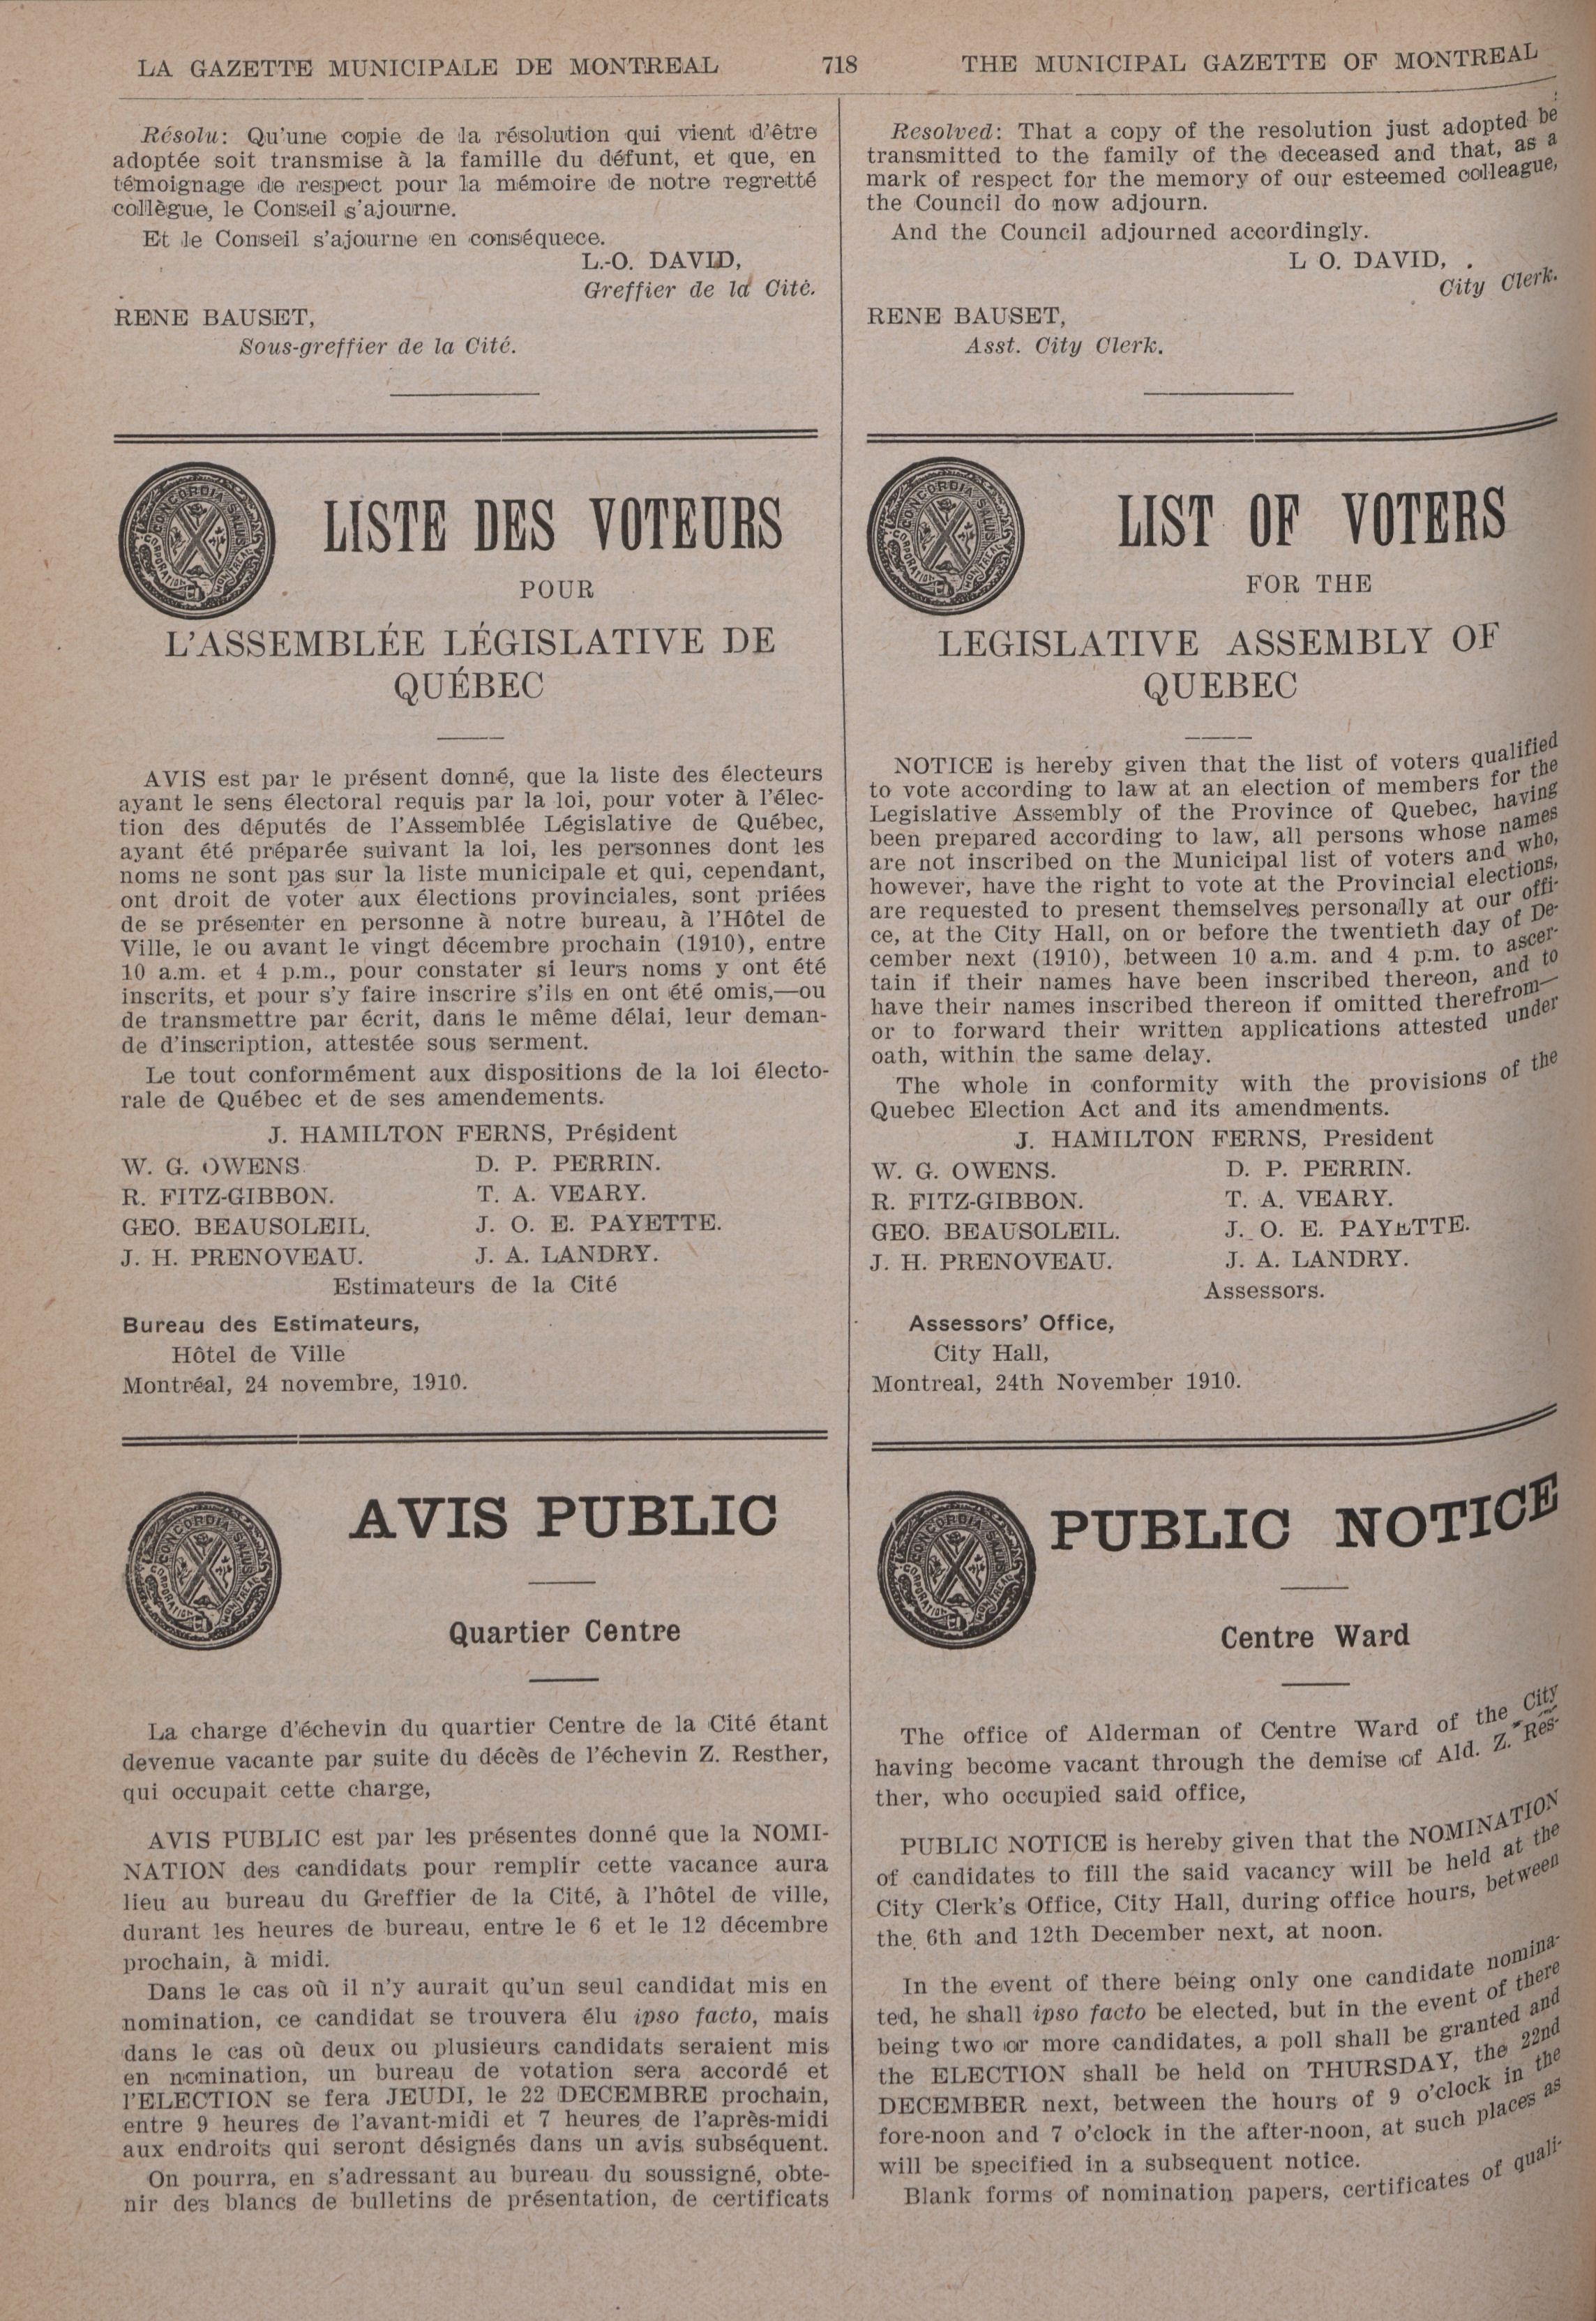 LA GAZETTE MUNICIPALE DE MONTREAL 718 THE MUNICIPAL GAZETTE OF MONTREAL
Résolu: Qu'une copie de la résolution qui vient d'être
adoptée soit transmise à la famille du défunt, et que, en
témoignage de respect pour la mémoire de notre regretté
collègue, le Conseil s'ajourne.
Et le Conseil s'ajourne en conséquece.
L.-O. DAVID,
Greffier de la Cité.
RENE BAUSET,
Sous-greffier de la Cité.
CONCORDIA SALUS
CORPORATION MONTREAL
LISTE DES VOTEURS
POUR
L'ASSEMBLÉE LÉGISLATIVE DE
QUÉBEC
AVIS est par le présent donné, que la liste des électeurs
ayant le sens électoral requis par la loi, pour voter à l'élec-
tion des députés de l'Assemblée Législative de Québec,
ayant été préparée suivant la loi, les personnes dont les
noms ne sont pas sur la liste municipale et qui, cependant,
ont droit de voter aux élections provinciales, sont priées
de se présenter en personne à notre bureau, à l'Hôtel de
Ville, le ou avant le vingt décembre prochain (1910), entre
10 a.m. et 4 p.m., pour constater si leurs noms y ont été
inscrits, et pour s'y faire inscrire s'ils en ont été omis,—ou
de transmettre par écrit, dans le même délai, leur deman-
de d'inscription, attestée sous serment.
Le tout conformément aux dispositions de la loi électo-
rale de Québec et de ses amendements.
J. HAMILTON FERNS, Président
W. G. OWENS. D. P. PERRIN.
R. FITZ-GIBBON. T. A. VEARY.
GEO. BEAUSOLEIL. J. O. E. PAYETTE.
J. H. PRENOVEAU. J. A. LANDRY.
Estimateurs de la Cité
Bureau des Estimateurs,
Hôtel de Ville
Montréal, 24 novembre, 1910.
CONCORDIA SALUS
CORPORATION MONTREAL
AVIS PUBLIC
Quartier Centre
La charge d'échevin du quartier Centre de la Cité étant
devenue vacante par suite du décès de l'échevin Z. Resther,
qui occupait cette charge,
AVIS PUBLIC est par les présentes donné que la NOMI-
NATION des candidats pour remplir cette vacance aura
lieu au bureau du Greffier de la Cité, à l'hôtel de ville,
durant les heures de bureau, entre le 6 et le 12 décembre
prochain, à midi.
Dans le cas où il n'y aurait qu'un seul candidat mis en
nomination, ce candidat se trouvera élu ipso facto, mais
dans le cas où deux ou plusieurs candidats seraient mis
en nomination, un bureau de votation sera accordé et
l'ELECTION se fera JEUDI, le 22 DECEMBRE prochain,
entre 9 heures de l'avant-midi et 7 heures de l'après-midi
aux endroits qui seront désignés dans un avis subséquent.
On pourra, en s'adressant au bureau du soussigné, obte-
nir des blancs de bulletins de présentation, de certificats
Resolved: That a copy of the resolution just adopted be
transmitted to the family of the deceased and that, as a
mark of respect for the memory of our esteemed colleague,
the Council do now adjourn.
And the Council adjourned accordingly.
L O. DAVID,
City Clerk.
RENE BAUSET,
Asst. City Clerk.
CONCORDIA SALUS
CORPORATION MONTREAL
LIST OF VOTERS
FOR THE
LEGISLATIVE ASSEMBLY OF
QUEBEC
NOTICE is hereby given that the list of voters qualified
to vote according to law at an election of members for the
Legislative Assembly of the Province of Quebec, having
been prepared according to law, all persons whose names
are not inscribed on the Municipal list of voters and who,
however, have the right to vote at the Provincial elections,
are requested to present themselves personally at our offi-
ce, at the City Hall, on or before the twentieth day of De-
cember next (1910), between 10 a.m. and 4 p.m. to ascer-
tain if their names have been inscribed thereon, and to
have their names inscribed thereon if omitted therefrom—
or to forward their written applications attested under
oath, within the same delay.
The whole in conformity with the provisions of the
Quebec Election Act and its amendments.
J. HAMILTON FERNS, President
W. G. OWENS. D. P. PERRIN.
R. FITZ-GIBBON. T. A. VEARY.
GEO. BEAUSOLEIL. J. O. E. PAYETTE.
J. H. PRENOVEAU. J. A. LANDRY.
Assessors.
Assessors' Office,
City Hall,
Montreal, 24th November 1910.
CONCORDIA SALUS
CORPORATION MONTREAL
PUBLIC NOTICE
Centre Ward
The office of Alderman of Centre Ward of the City
having become vacant through the demise of Ald. Z. Res-
ther, who occupied said office,
PUBLIC NOTICE is hereby given that the NOMINATION
of candidates to fill the said vacancy will be held at the
City Clerk's Office, City Hall, during office hours, between
the 6th and 12th December next, at noon.
In the event of there being only one candidate nomina-
ted, he shall ipso facto be elected, but in the event of there
being two or more candidates, a poll shall be granted and
the ELECTION shall be held on THURSDAY, the 22nd
DECEMBER next, between the hours of 9 o'clock in the
fore-noon and 7 o'clock in the after-noon, at such places as
will be specified in a subsequent notice.
Blank forms of nomination papers, certificates of quali-